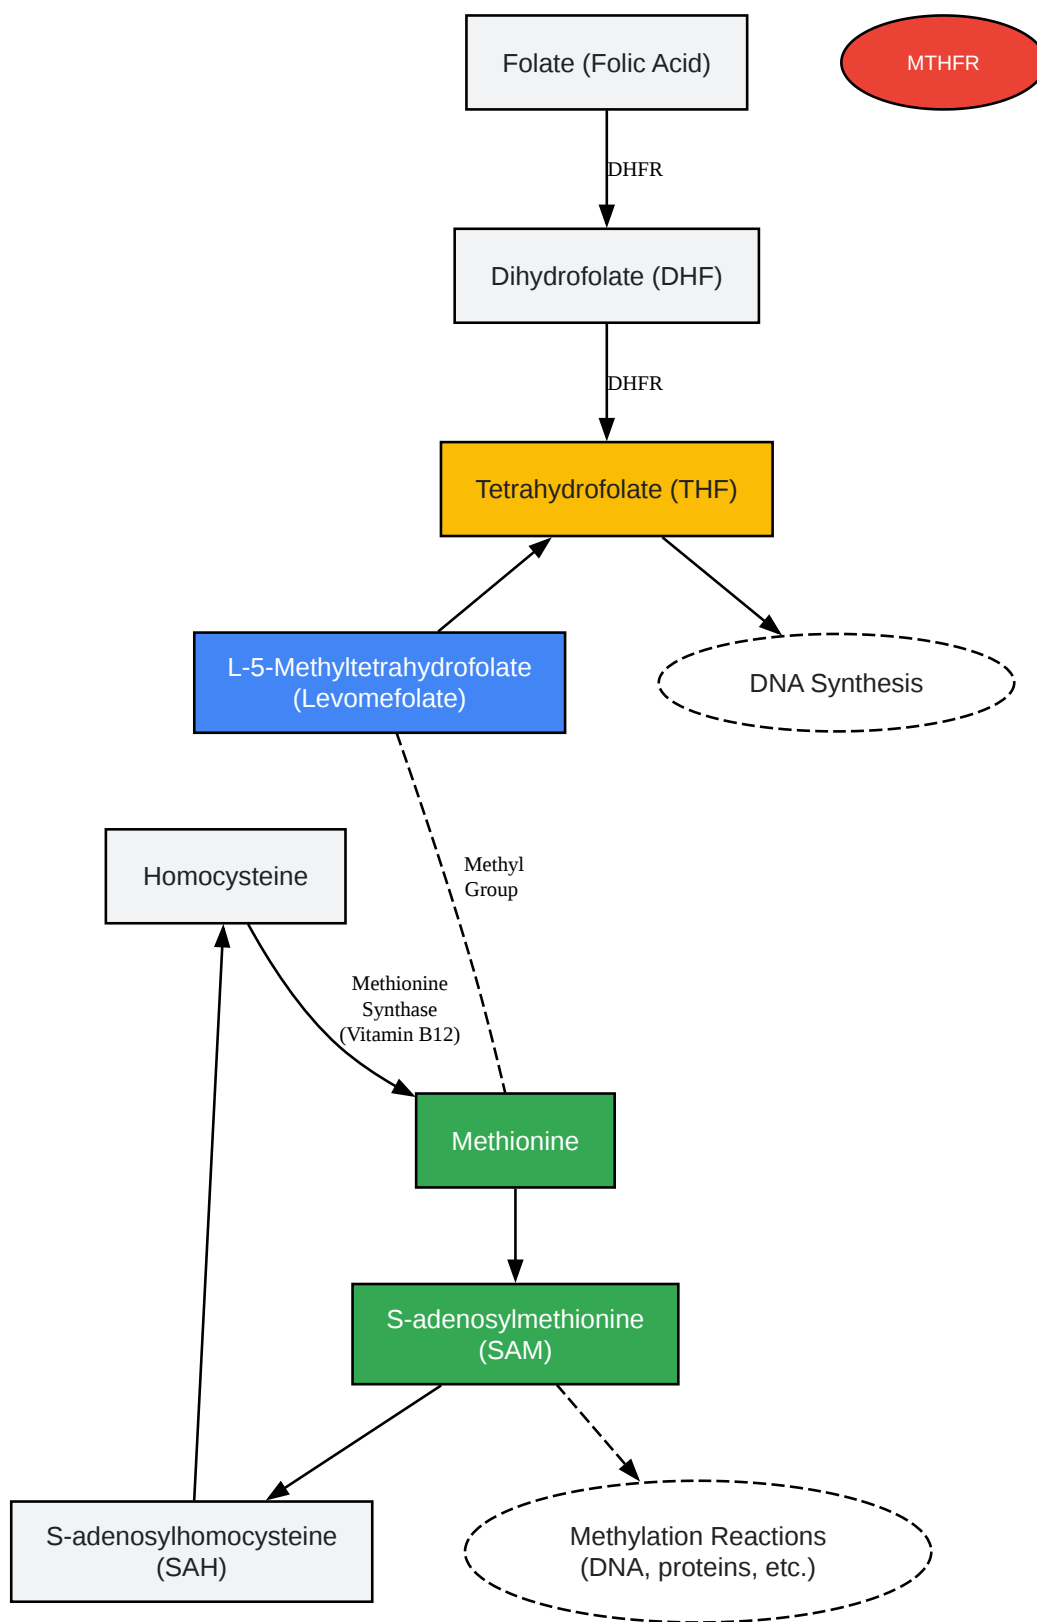 Folate (Folic Acid)
MTHFR
DHFR
Dihydrofolate (DHF)
DHFR
Tetrahydrofolate (THF)
L-5-Methyltetrahydrofolate
(Levomefolate)
DNA Synthesis
Homocysteine
Methyl
Group
Methionine
Synthase
(Vitamin B12)
Methionine
S-adenosylmethionine
(SAM)
S-adenosylhomocysteine
(SAH)
Methylation Reactions
(DNA, proteins, etc.)